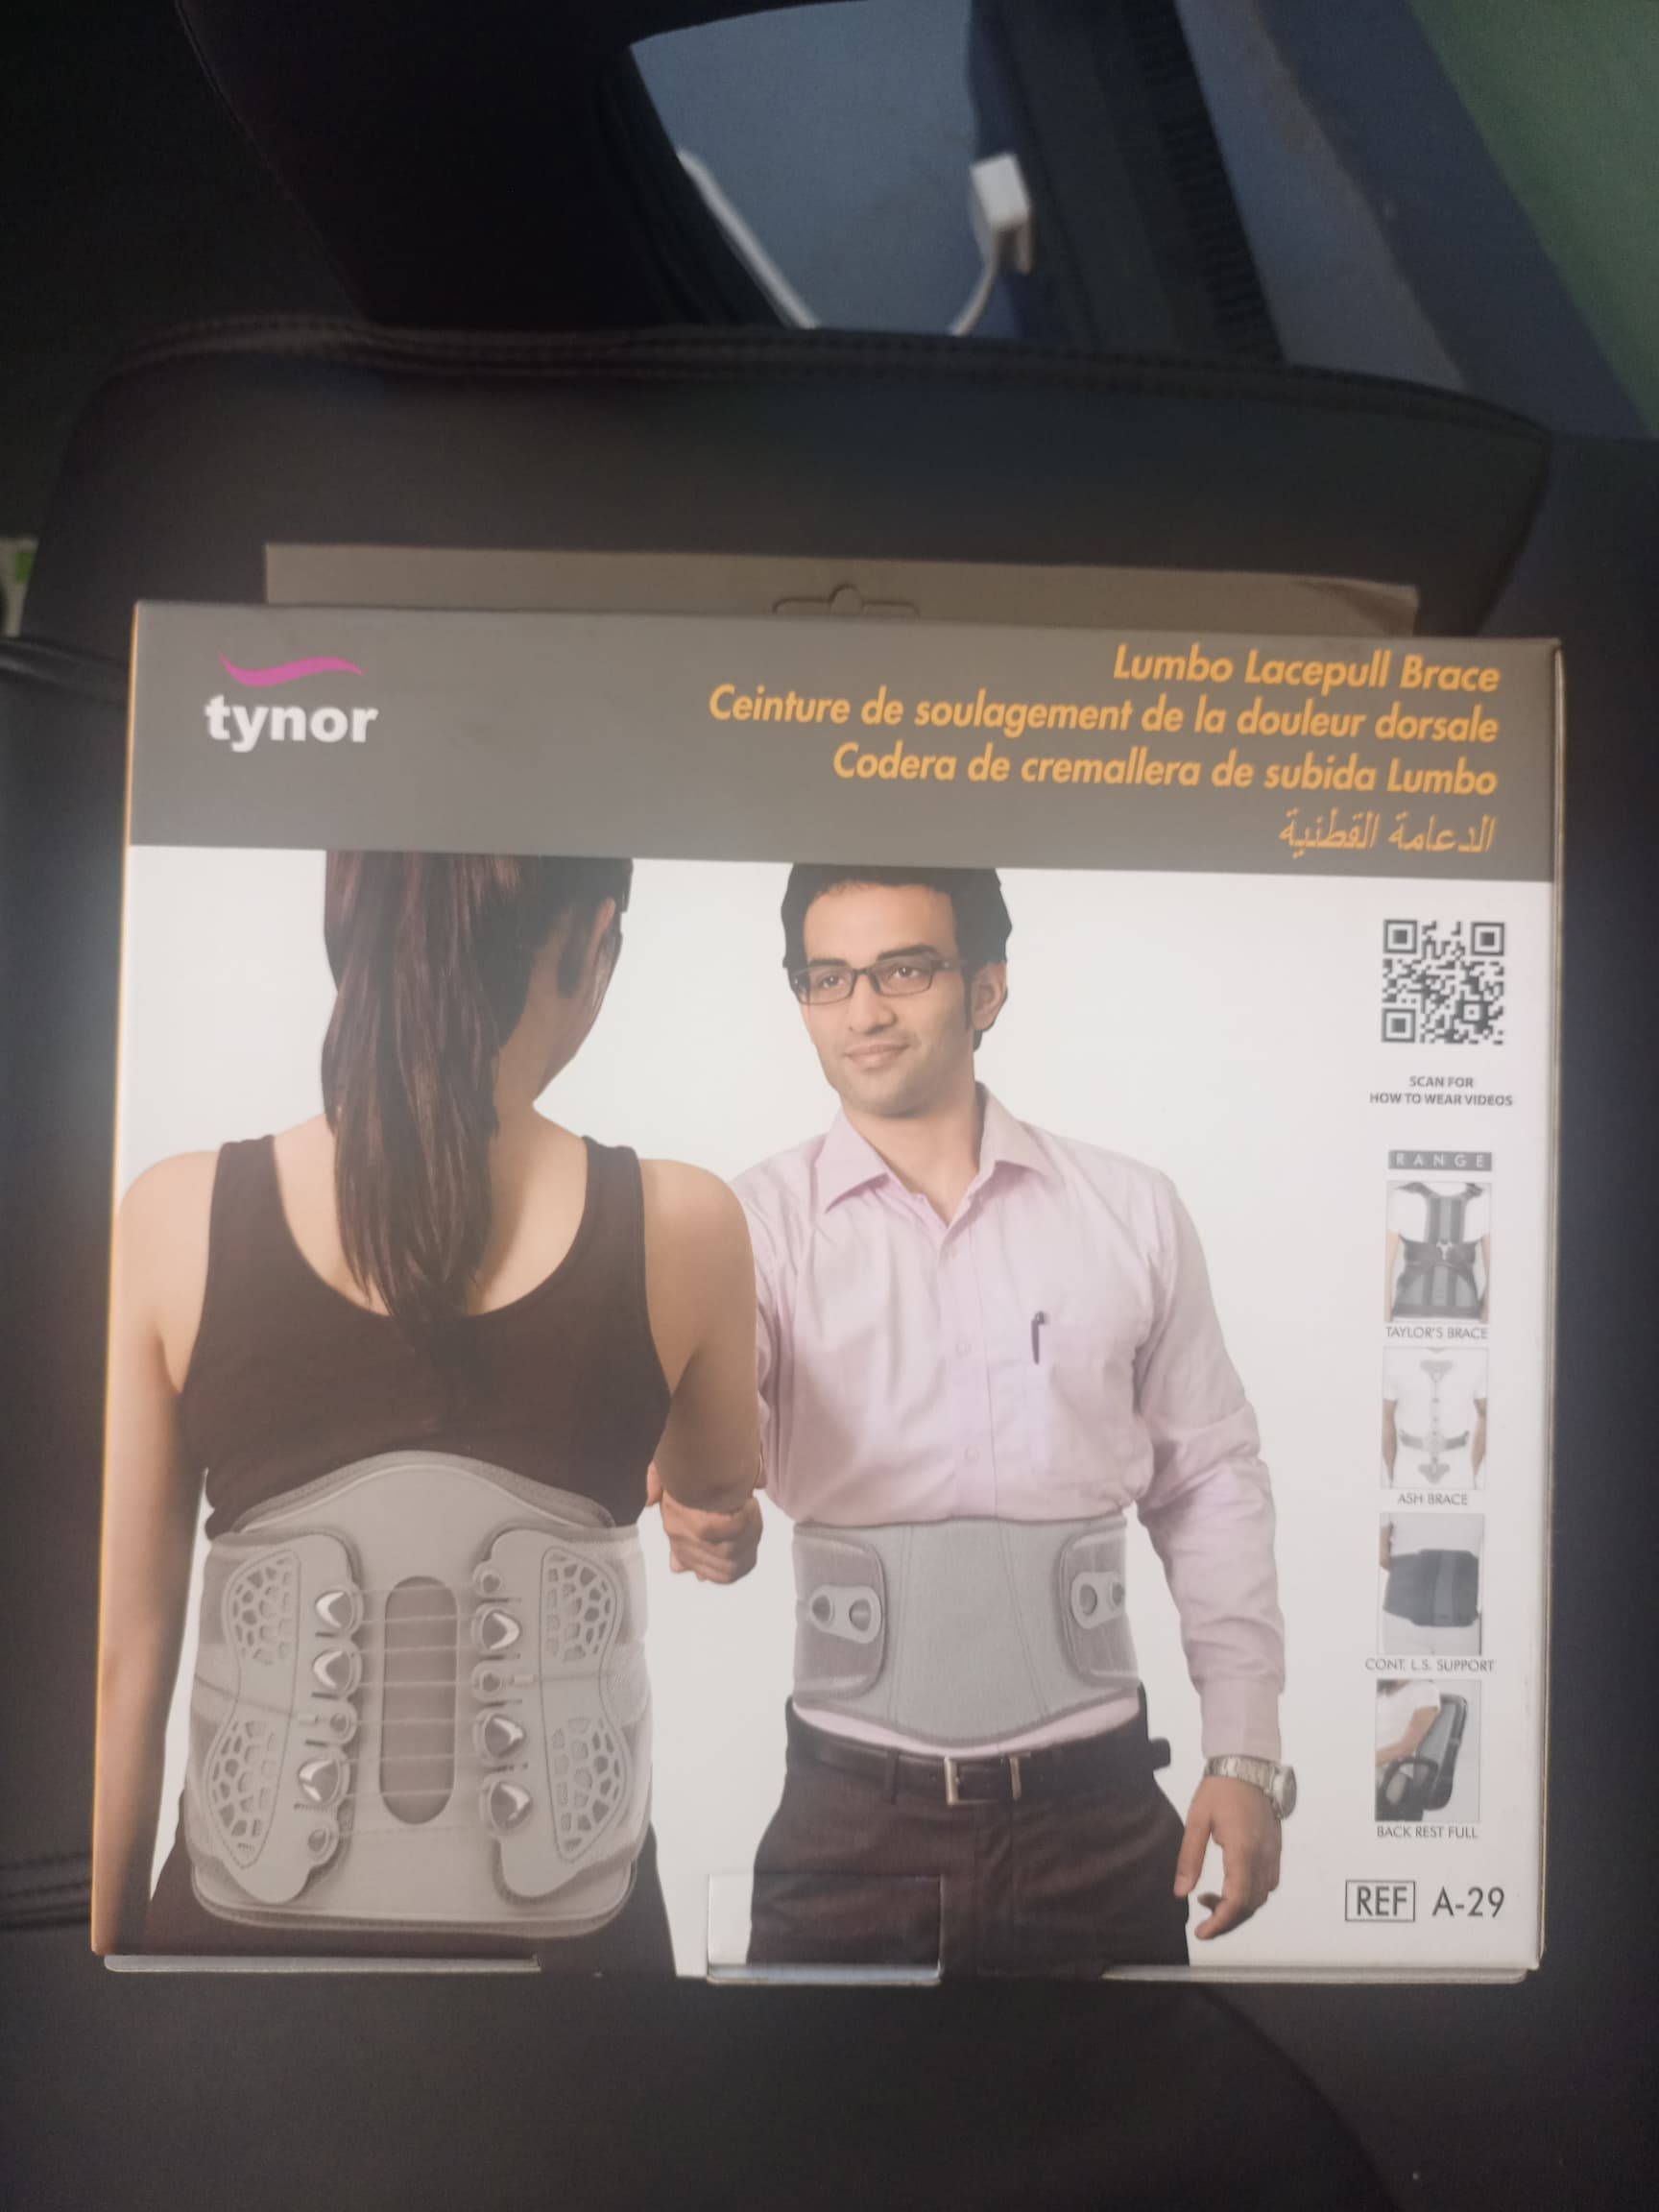 tynor
Lumbo Lacepull Brace
Ceinture de soulagement de la douleur dorsale
Codera de cremallera de subida Lumbo
الدعامة القطنية
SCAN FOR
HOW TO WEAR VIDEOS
RANGE
TAYLOR'S BRACE
ASH BRACE
CONT. L.S. SUPPORT
BACK REST FULL
REF A-29